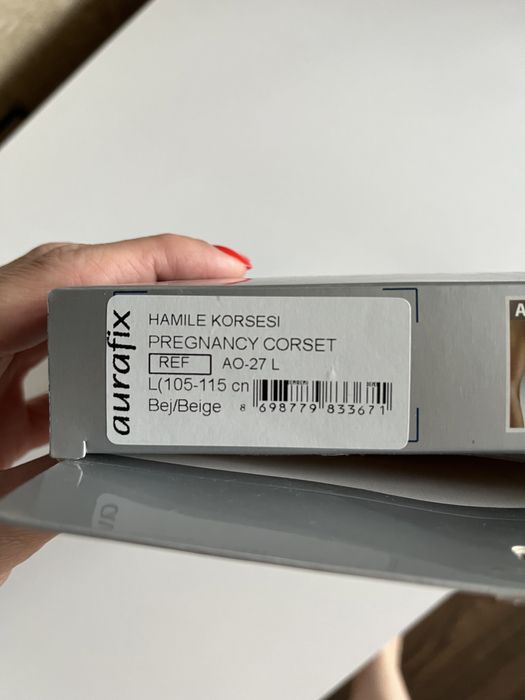 aurafix
HAMILE KORSESI
PREGNANCY CORSET
REF AO-27 L
L(105-115 cn
Bej/Beige
8 698779 833671
A